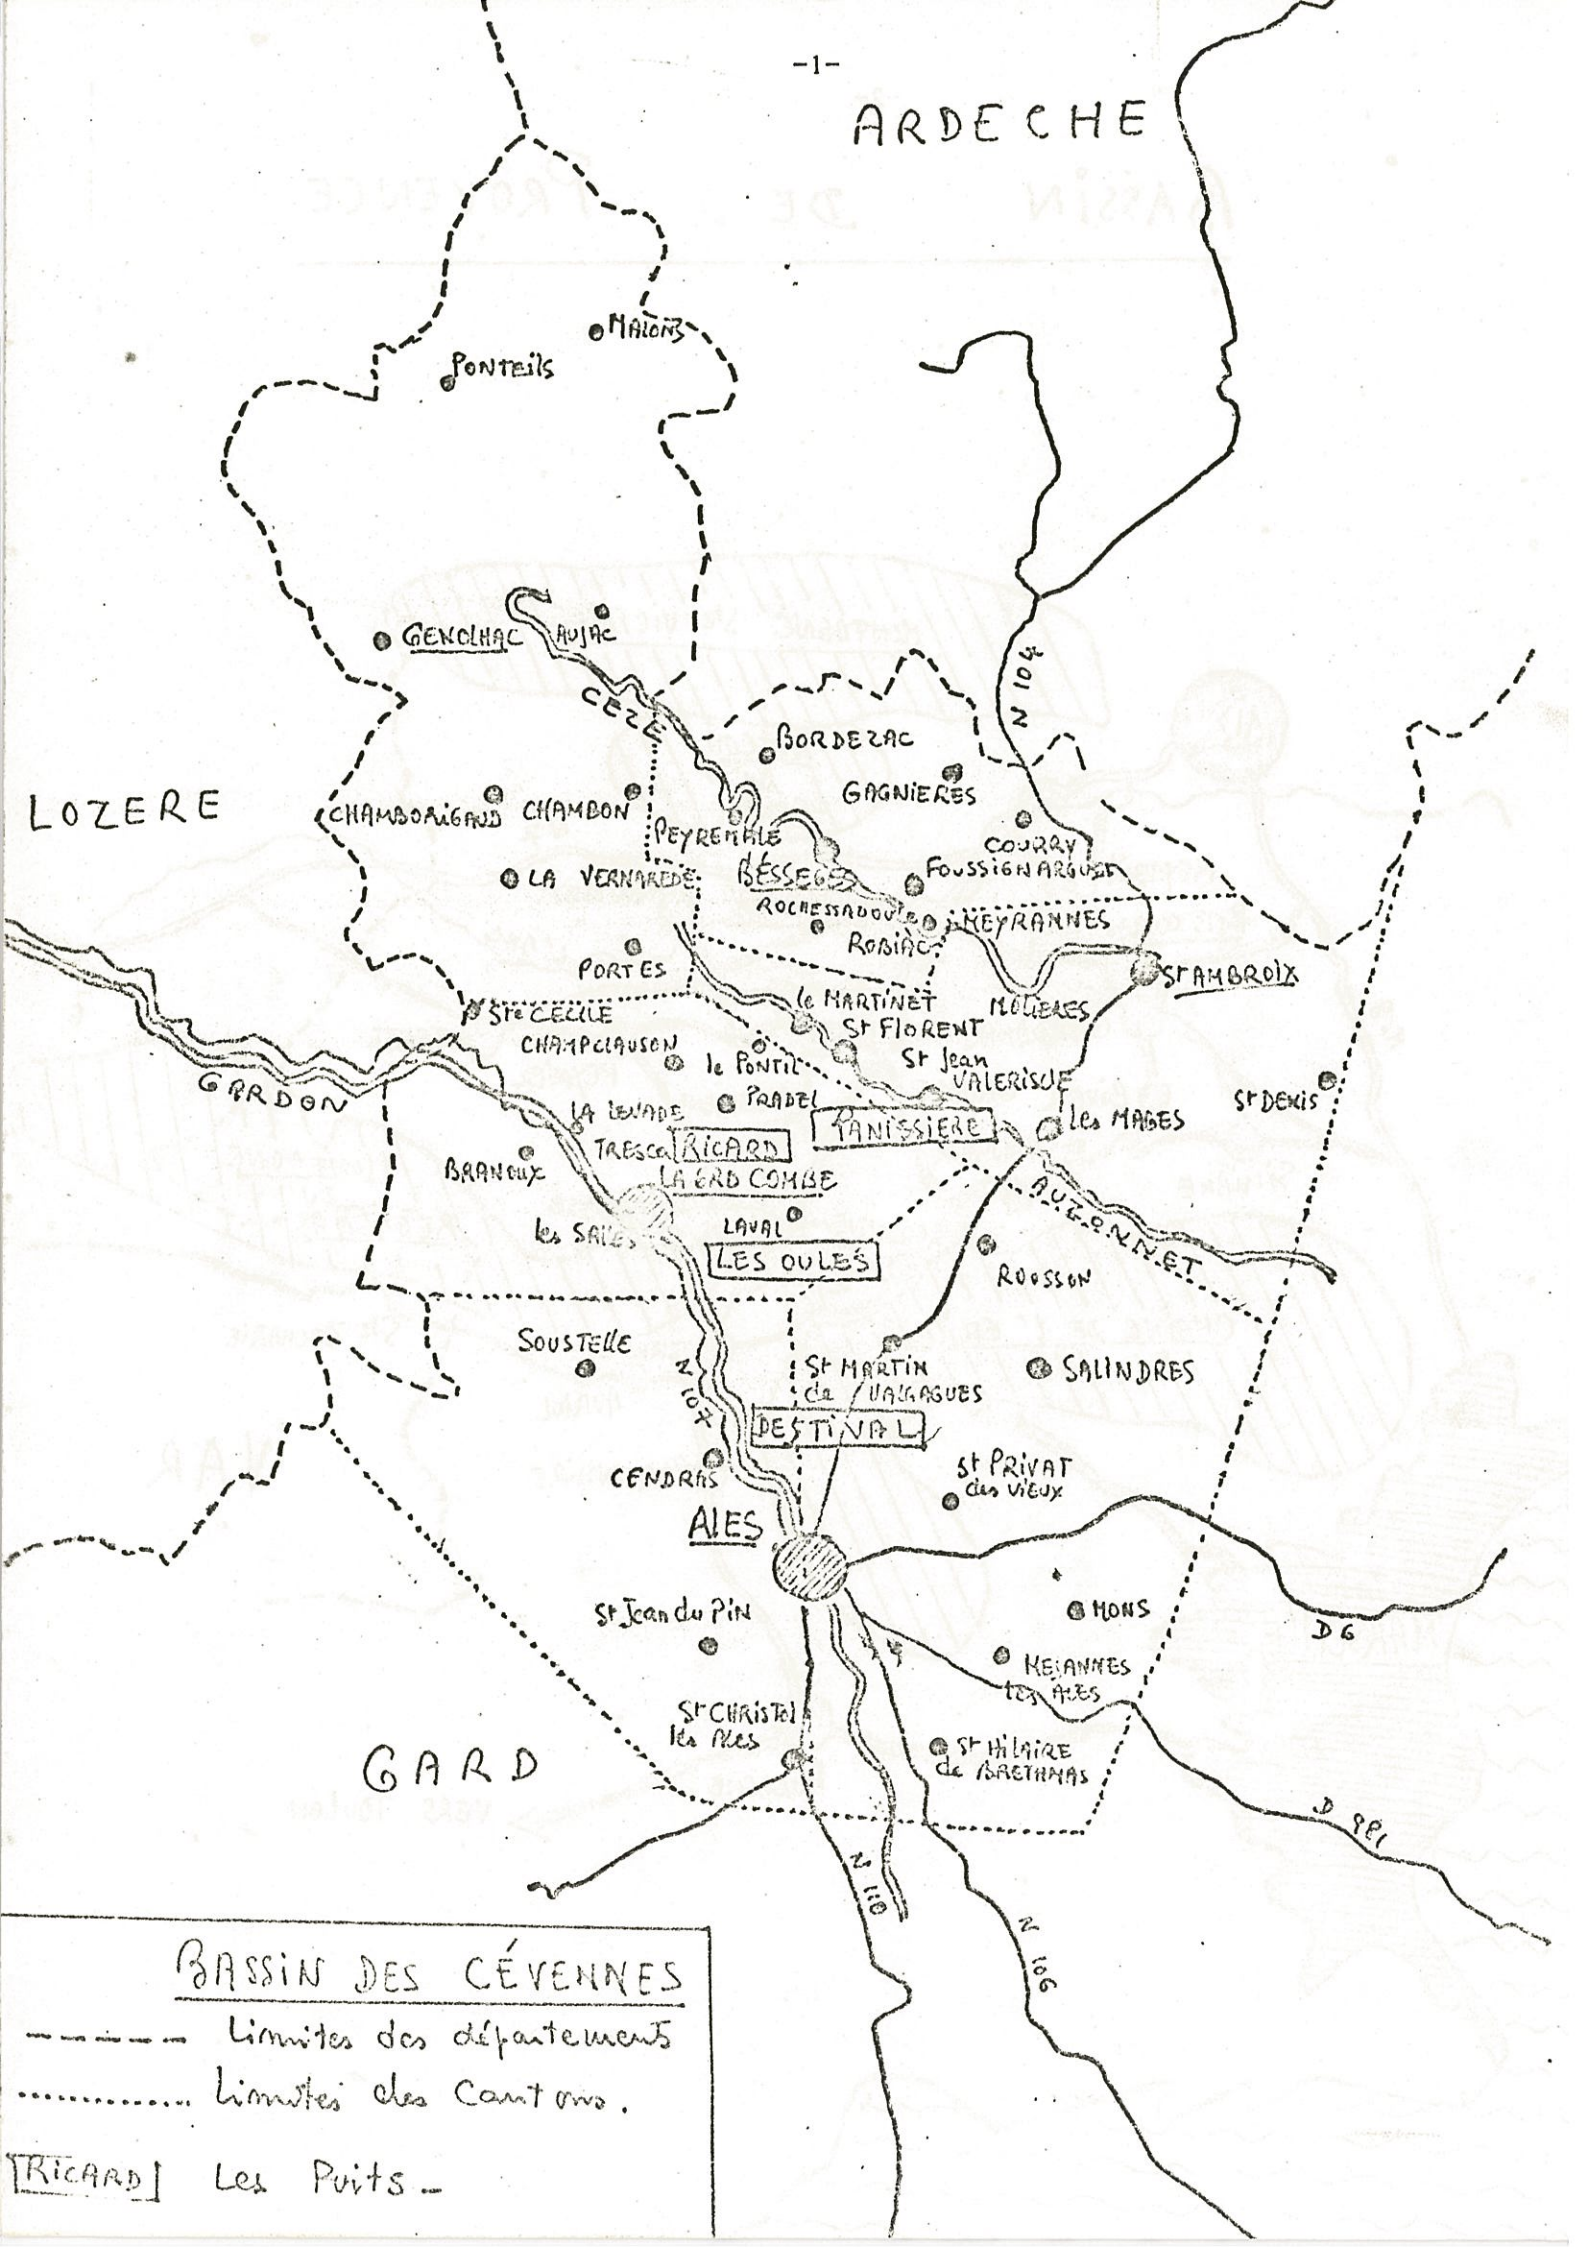 -1-
ARDECHE
MALONS
PONTEILS
GENOLHAC
AUJAC
CEZE
N 104
BORDEZAC
GAGNIERES
LOZERE
CHAMBORIGAUD
CHAMBON
PEYREMALE
COURRY
FOUSSIGNARGUES
LA VERNAREDE
BÉSSEGES
ROCHESSADOULE
MEYRANNES
ROBIAC
PORTES
St AMBROIX
le MARTINET
MOLIERES
Ste CECILE
St FLORENT
CHAMPCLAUSON
le PONTIL
St Jean
VALERISCLE
GARDON
PRADEL
St DENIS
LA LEVADE
PANISSIERE
Les MAGES
TRESCOL
RICARD
BRANOUX
LA GRD COMBE
AUZONNET
LAVAL
les SALLES
LES OULES
ROUSSON
SOUSTELLE
St MARTIN
de VALGAGUES
SALINDRES
N 107
DESTIVAL
CENDRAS
St PRIVAT
des VIEUX
ALES
St Jean du PIN
MONS
D6
MEJANNES
les ALES
St CHRISTOL
les Ales
St HILAIRE
de BRETHMAS
GARD
D 981
N 110
N 106
BASSIN DES CÉVENNES
Limites des départements
Limites des Cantons.
RICARD Les Puits -